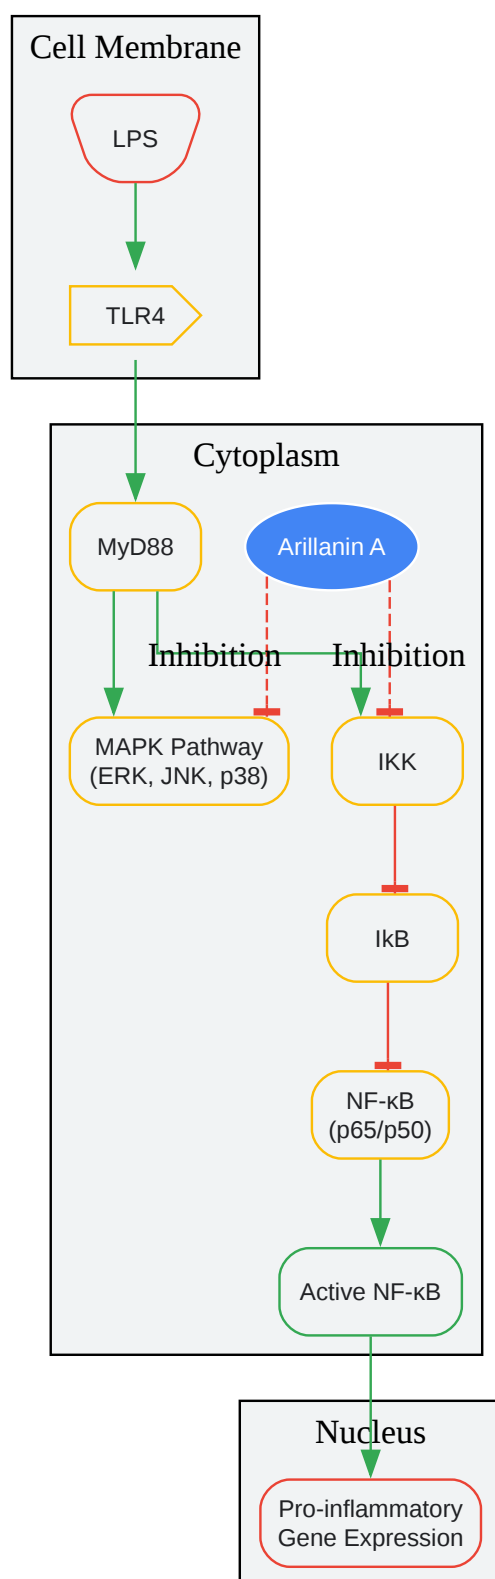 Cell Membrane
LPS
TLR4
Cytoplasm
MyD88
Arillanin A
Inhibition
Inhibition
MAPK Pathway
(ERK, JNK, p38)
IKK
IkB
NF-κB
(p65/p50)
Active NF-κB
Nucleus
Pro-inflammatory
Gene Expression